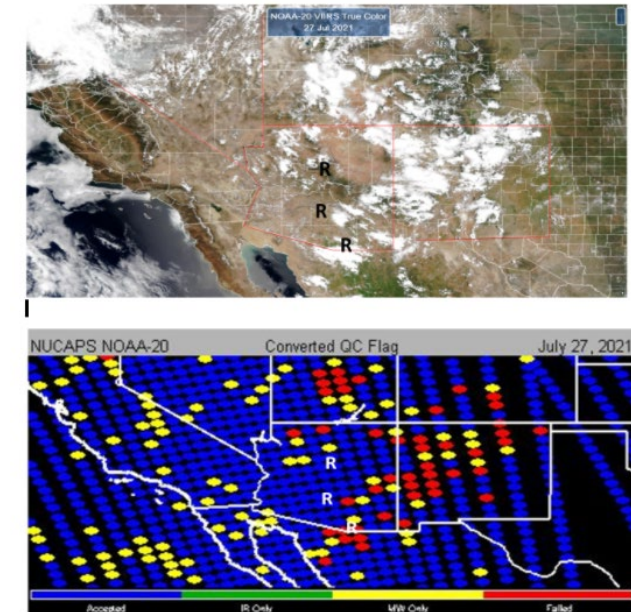 NOAA-20 VIIRS True Color
27 Jul 2021
R
R
R
NUCAPS NOAA-20 Converted QC Flag July 27, 2021
R
R
R
Accepted IR Only MW Only Failed